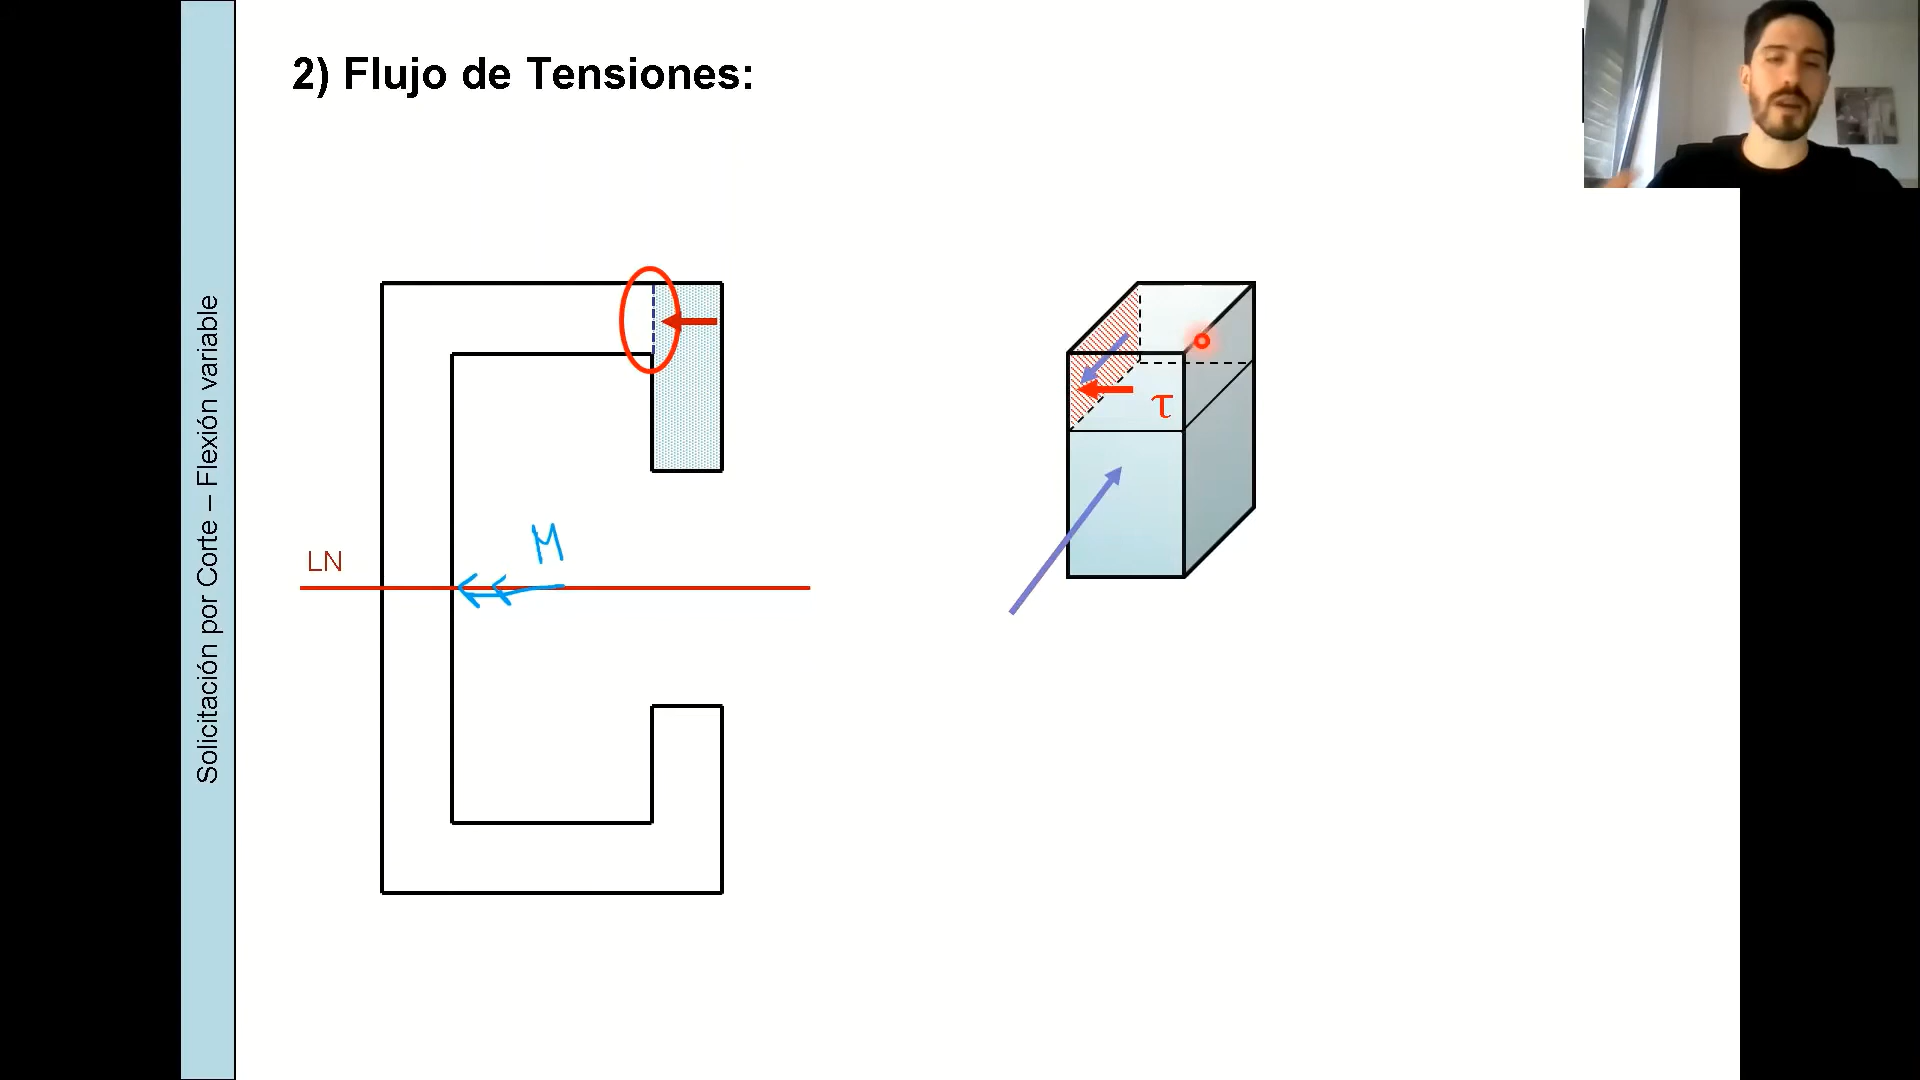 2) Flujo de Tensiones:
Solicitación por Corte – Flexión variable
τ
M
LN